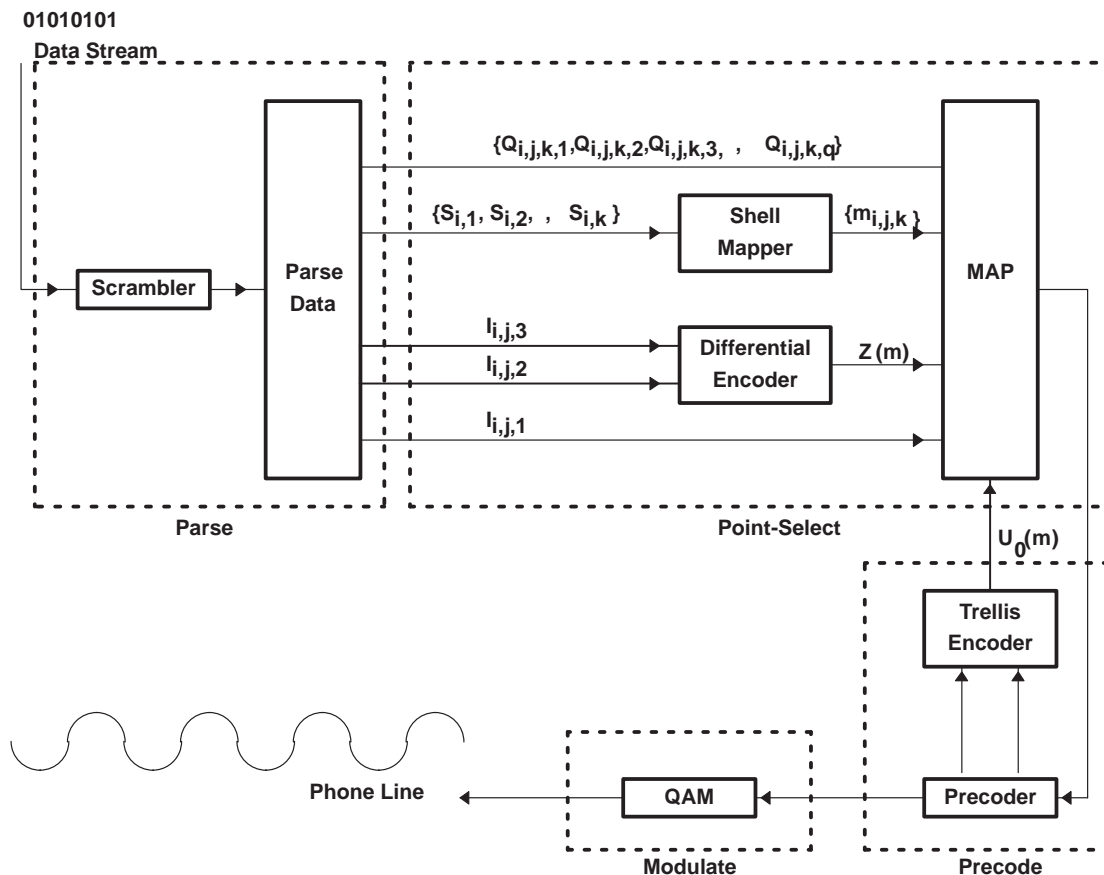 01010101
Data Stream
{Qi,j,k,1,Qi,j,k,2,Qi,j,k,3, , Qi,j,k,q}
{Si,1, Si,2, , Si,k }
Shell
Mapper
{mi,j,k }
MAP
Scrambler
Parse
Data
Ii,j,3
Ii,j,2
Differential
Encoder
Z (m)
Ii,j,1
Parse
Point-Select
U0(m)
Trellis
Encoder
Phone Line
QAM
Precoder
Modulate
Precode